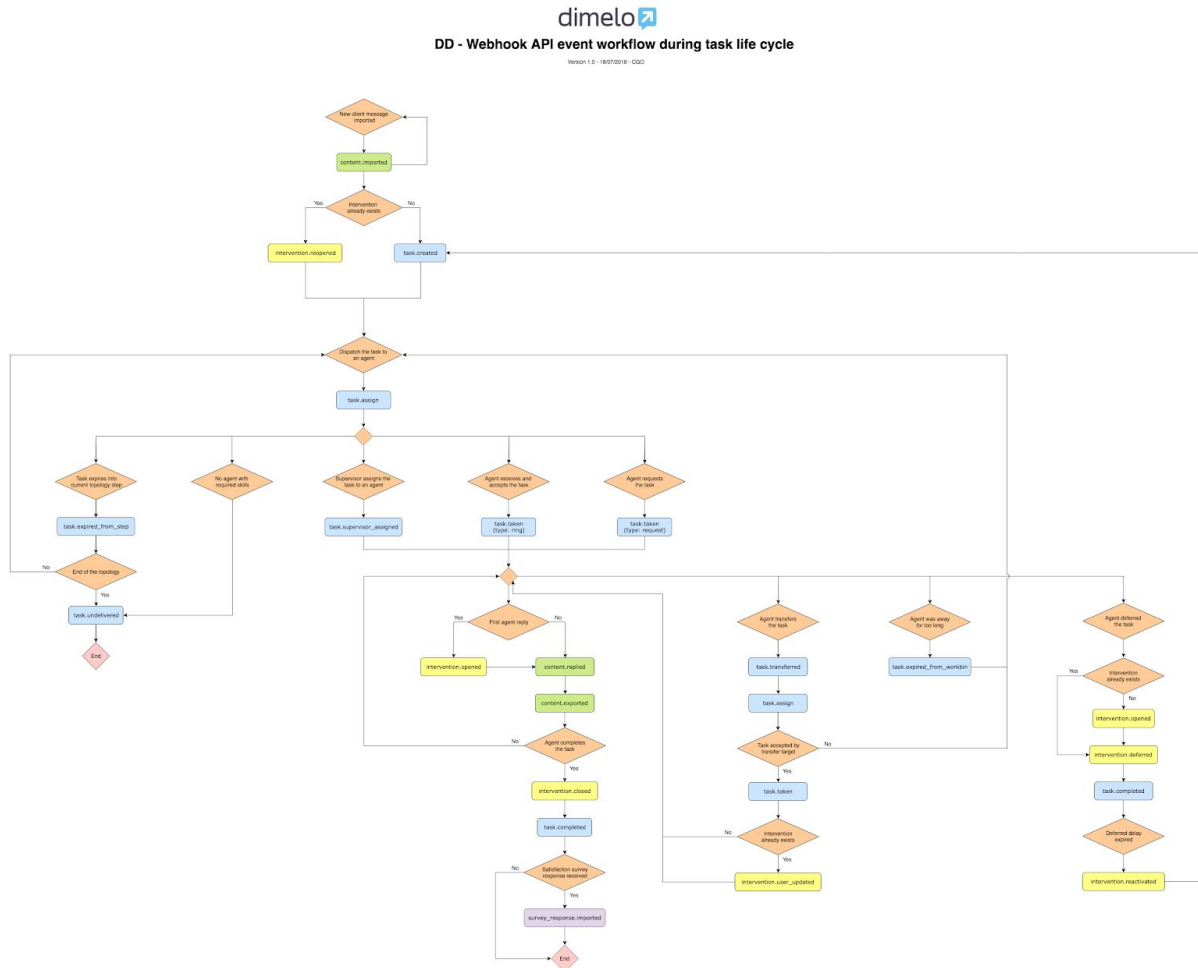 dimelo
DD - Webhook API event workflow during task life cycle
Version 1.0 - 18/07/2018 - CGO
New client message
imported
content.imported
Yes
Intervention
already exists
No
intervention.reopened
task.created
Dispatch the task to
an agent
task.assign
Task expires into
current topology step
No agent with
required skills
Supervisor assigns the
task to an agent
Agent receives and
accepts the task
Agent requests
the task
task.expired_from_step
task.supervisor_assigned
task.taken
(type: ring)
task.taken
(type: request)
No
End of the topology
Yes
task.undelivered
End
Yes
First agent reply
No
intervention.opened
content.replied
content.exported
No
Agent completes
the task
Yes
intervention.closed
task.completed
No
Satisfaction survey
response received
Yes
survey_response.imported
End
Agent transfers
the task
task.transferred
task.assign
Task accepted by
transfer target
No
Yes
task.taken
No
Intervention
already exists
Yes
intervention.user_updated
Agent was away
for too long
task.expired_from_workbin
Agent deferred
the task
Yes
Intervention
already exists
No
intervention.opened
intervention.deferred
task.completed
Deferred delay
expired
intervention.reactivated